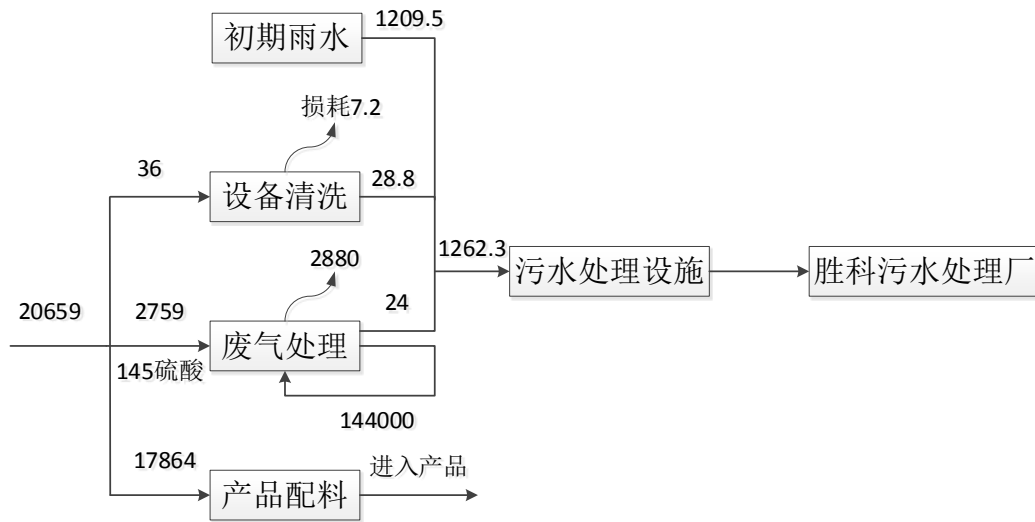 1209.5
初期雨水
损耗7.2
36
设备清洗
28.8
2880
1262.3
污水处理设施
胜科污水处理厂
20659
2759
24
废气处理
145硫酸
144000
17864
进入产品
产品配料